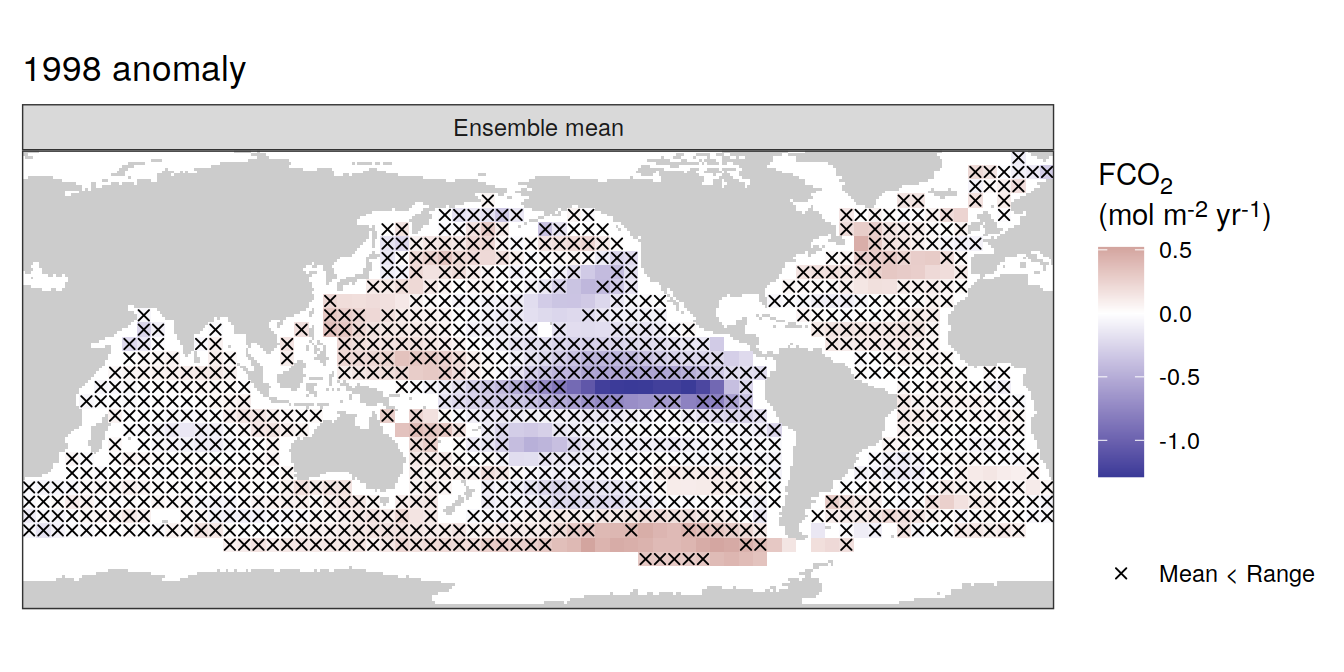 1998 anomaly
Ensemble mean
FCO₂
(mol m⁻² yr⁻¹)
0.5
0.0
-0.5
-1.0
Mean < Range